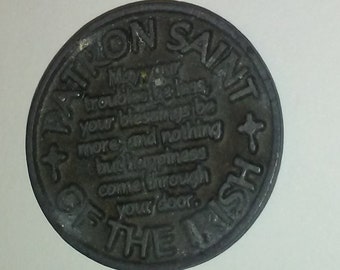 PATRON SAINT
May your
troubles be less,
your blessings be
more, and nothing
but happiness
come through
your door.
OF THE IRISH